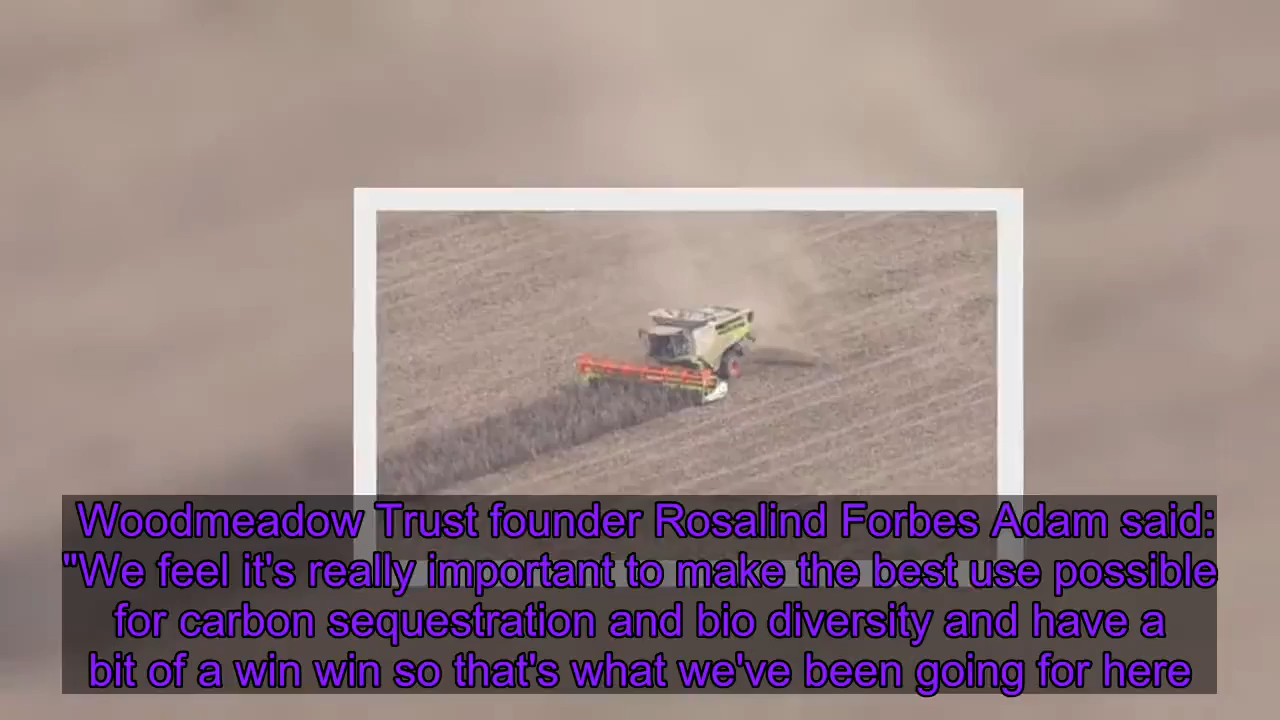 Woodmeadow Trust founder Rosalind Forbes Adam said:
"We feel it's really important to make the best use possible
for carbon sequestration and bio diversity and have a
bit of a win win so that's what we've been going for here